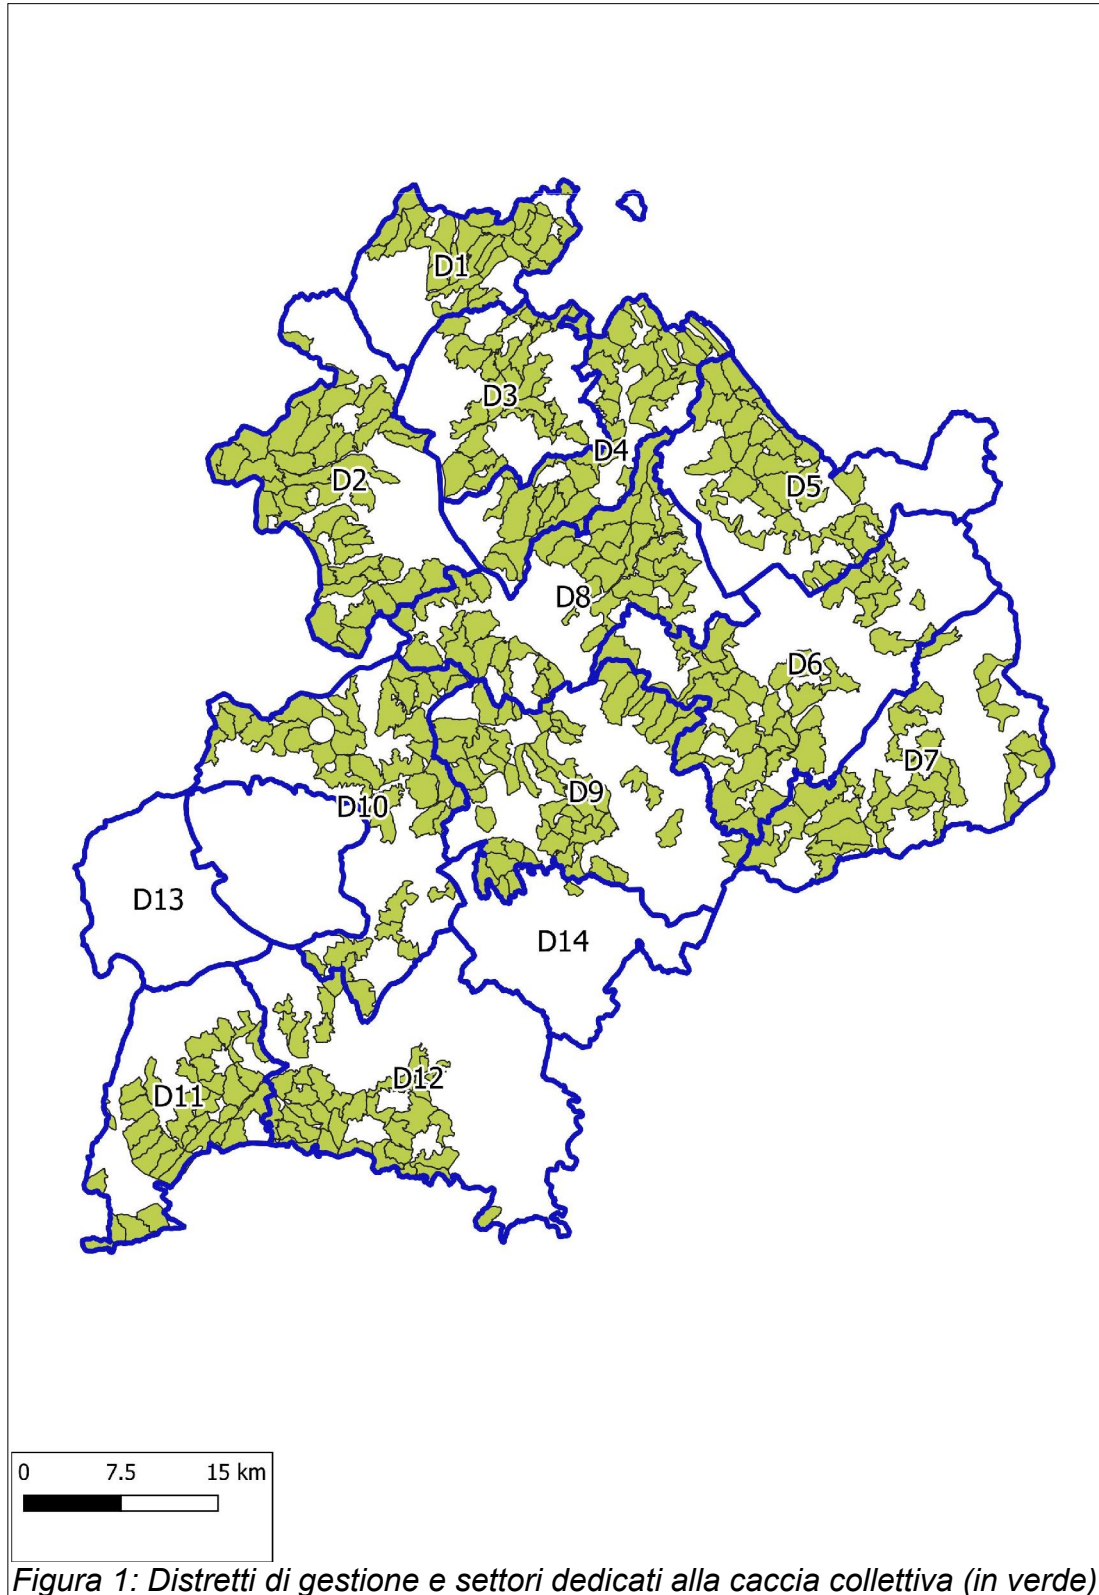 D1
D3
D4
D2
D5
D8
D6
D7
D9
D10
D13
D14
D12
D11
0 7.5 15 km
Figura 1: Distretti di gestione e settori dedicati alla caccia collettiva (in verde)